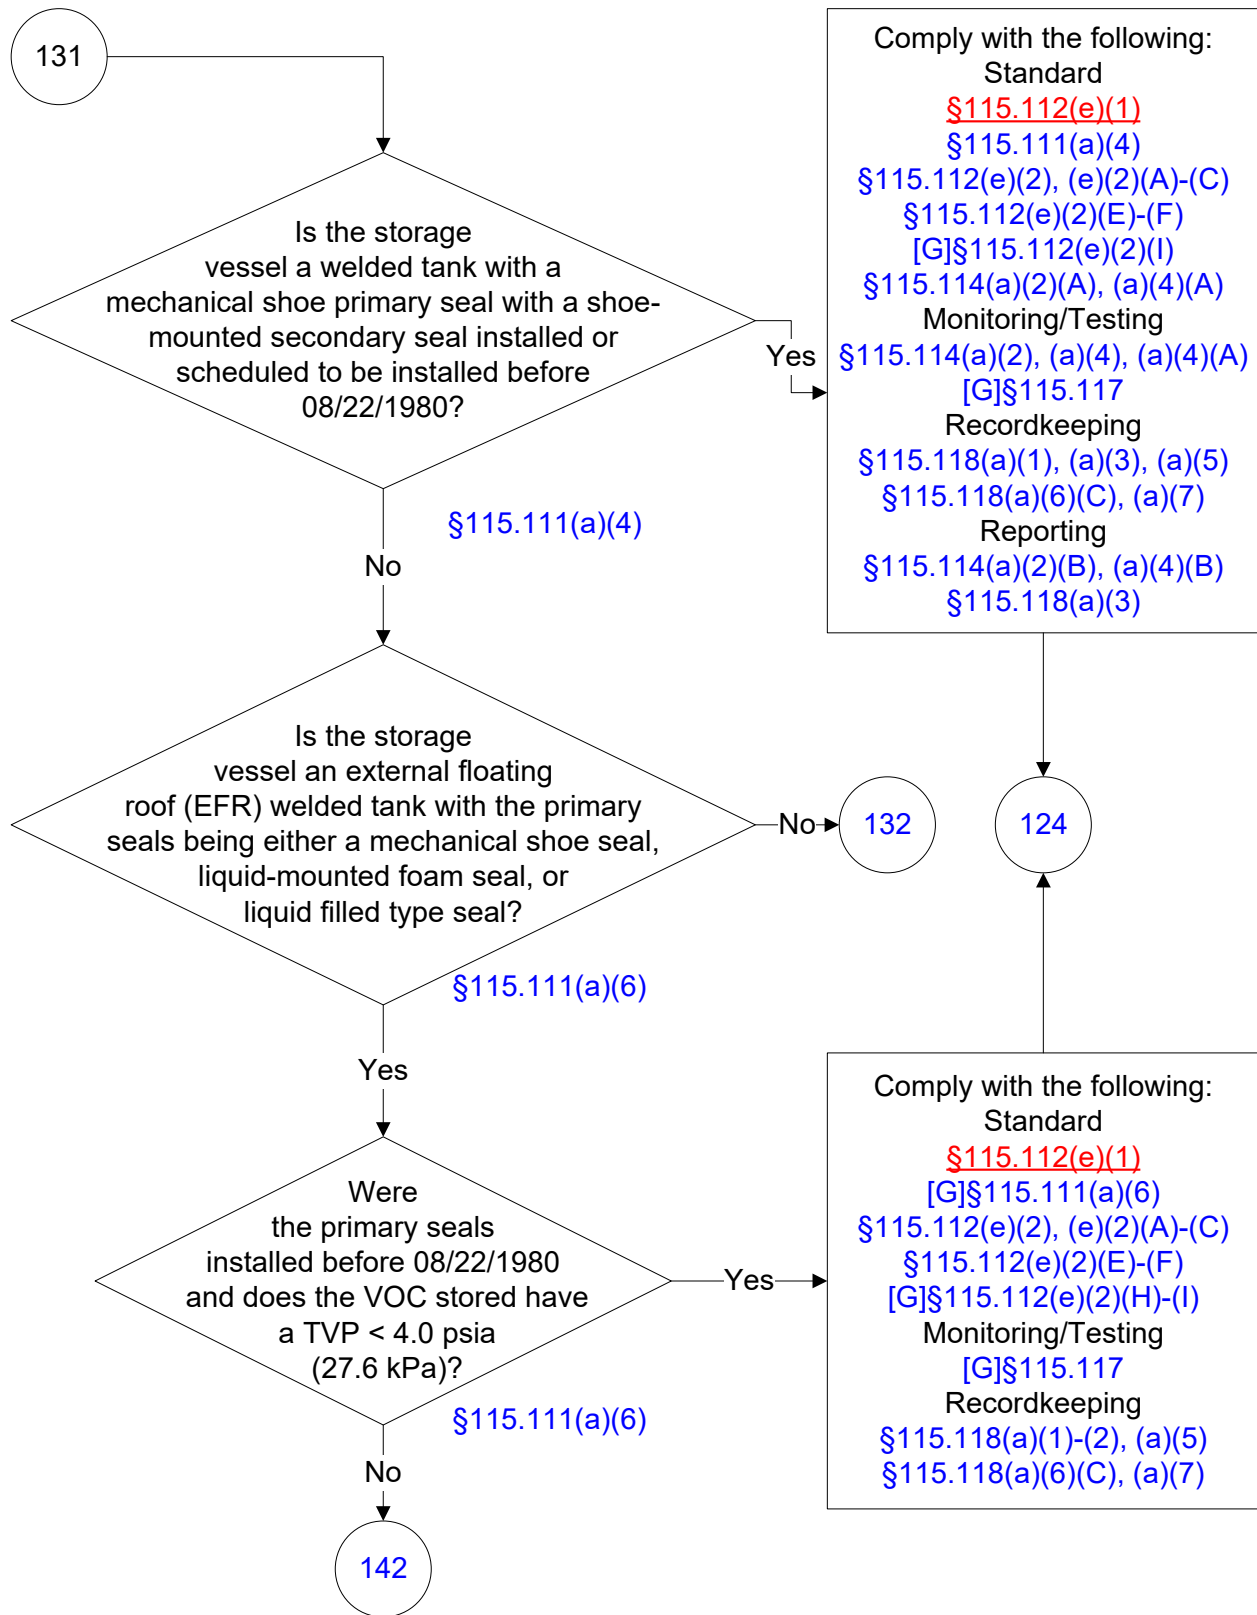 131
Is the storage
vessel a welded tank with a
mechanical shoe primary seal with a shoe-
mounted secondary seal installed or
scheduled to be installed before
08/22/1980?
Yes
§115.111(a)(4)
No
Comply with the following:
Standard
§115.112(e)(1)
§115.111(a)(4)
§115.112(e)(2), (e)(2)(A)-(C)
§115.112(e)(2)(E)-(F)
[G]§115.112(e)(2)(I)
§115.114(a)(2)(A), (a)(4)(A)
Monitoring/Testing
§115.114(a)(2), (a)(4), (a)(4)(A)
[G]§115.117
Recordkeeping
§115.118(a)(1), (a)(3), (a)(5)
§115.118(a)(6)(C), (a)(7)
Reporting
§115.114(a)(2)(B), (a)(4)(B)
§115.118(a)(3)
Is the storage
vessel an external floating
roof (EFR) welded tank with the primary
seals being either a mechanical shoe seal,
liquid-mounted foam seal, or
liquid filled type seal?
No
132
124
§115.111(a)(6)
Yes
Were
the primary seals
installed before 08/22/1980
and does the VOC stored have
a TVP < 4.0 psia
(27.6 kPa)?
Yes
§115.111(a)(6)
No
142
Comply with the following:
Standard
§115.112(e)(1)
[G]§115.111(a)(6)
§115.112(e)(2), (e)(2)(A)-(C)
§115.112(e)(2)(E)-(F)
[G]§115.112(e)(2)(H)-(I)
Monitoring/Testing
[G]§115.117
Recordkeeping
§115.118(a)(1)-(2), (a)(5)
§115.118(a)(6)(C), (a)(7)